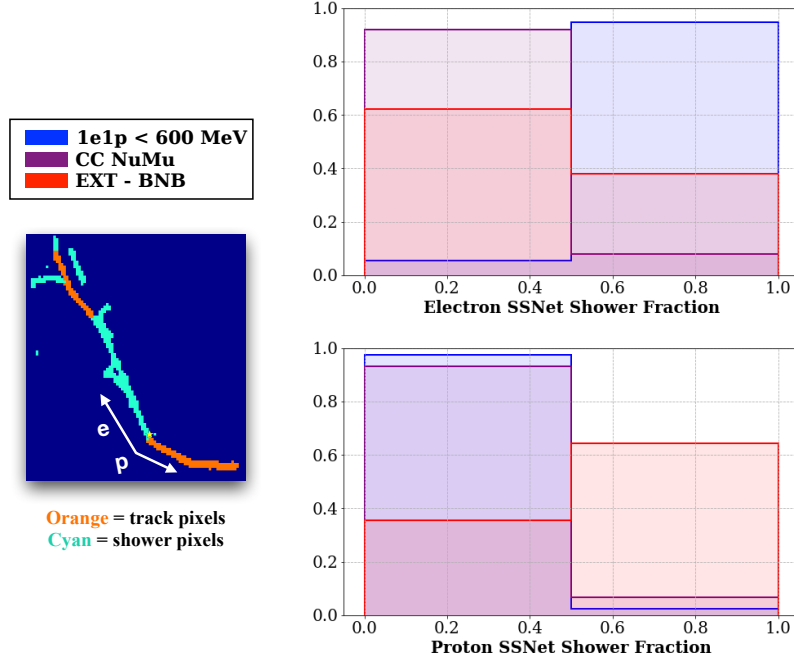 1e1p < 600 MeV
CC NuMu
EXT - BNB
e
p
Orange = track pixels
Cyan = shower pixels
1.0
0.8
0.6
0.4
0.2
0.0
0.0 0.2 0.4 0.6 0.8 1.0
Electron SSNet Shower Fraction
1.0
0.8
0.6
0.4
0.2
0.0
0.0 0.2 0.4 0.6 0.8 1.0
Proton SSNet Shower Fraction